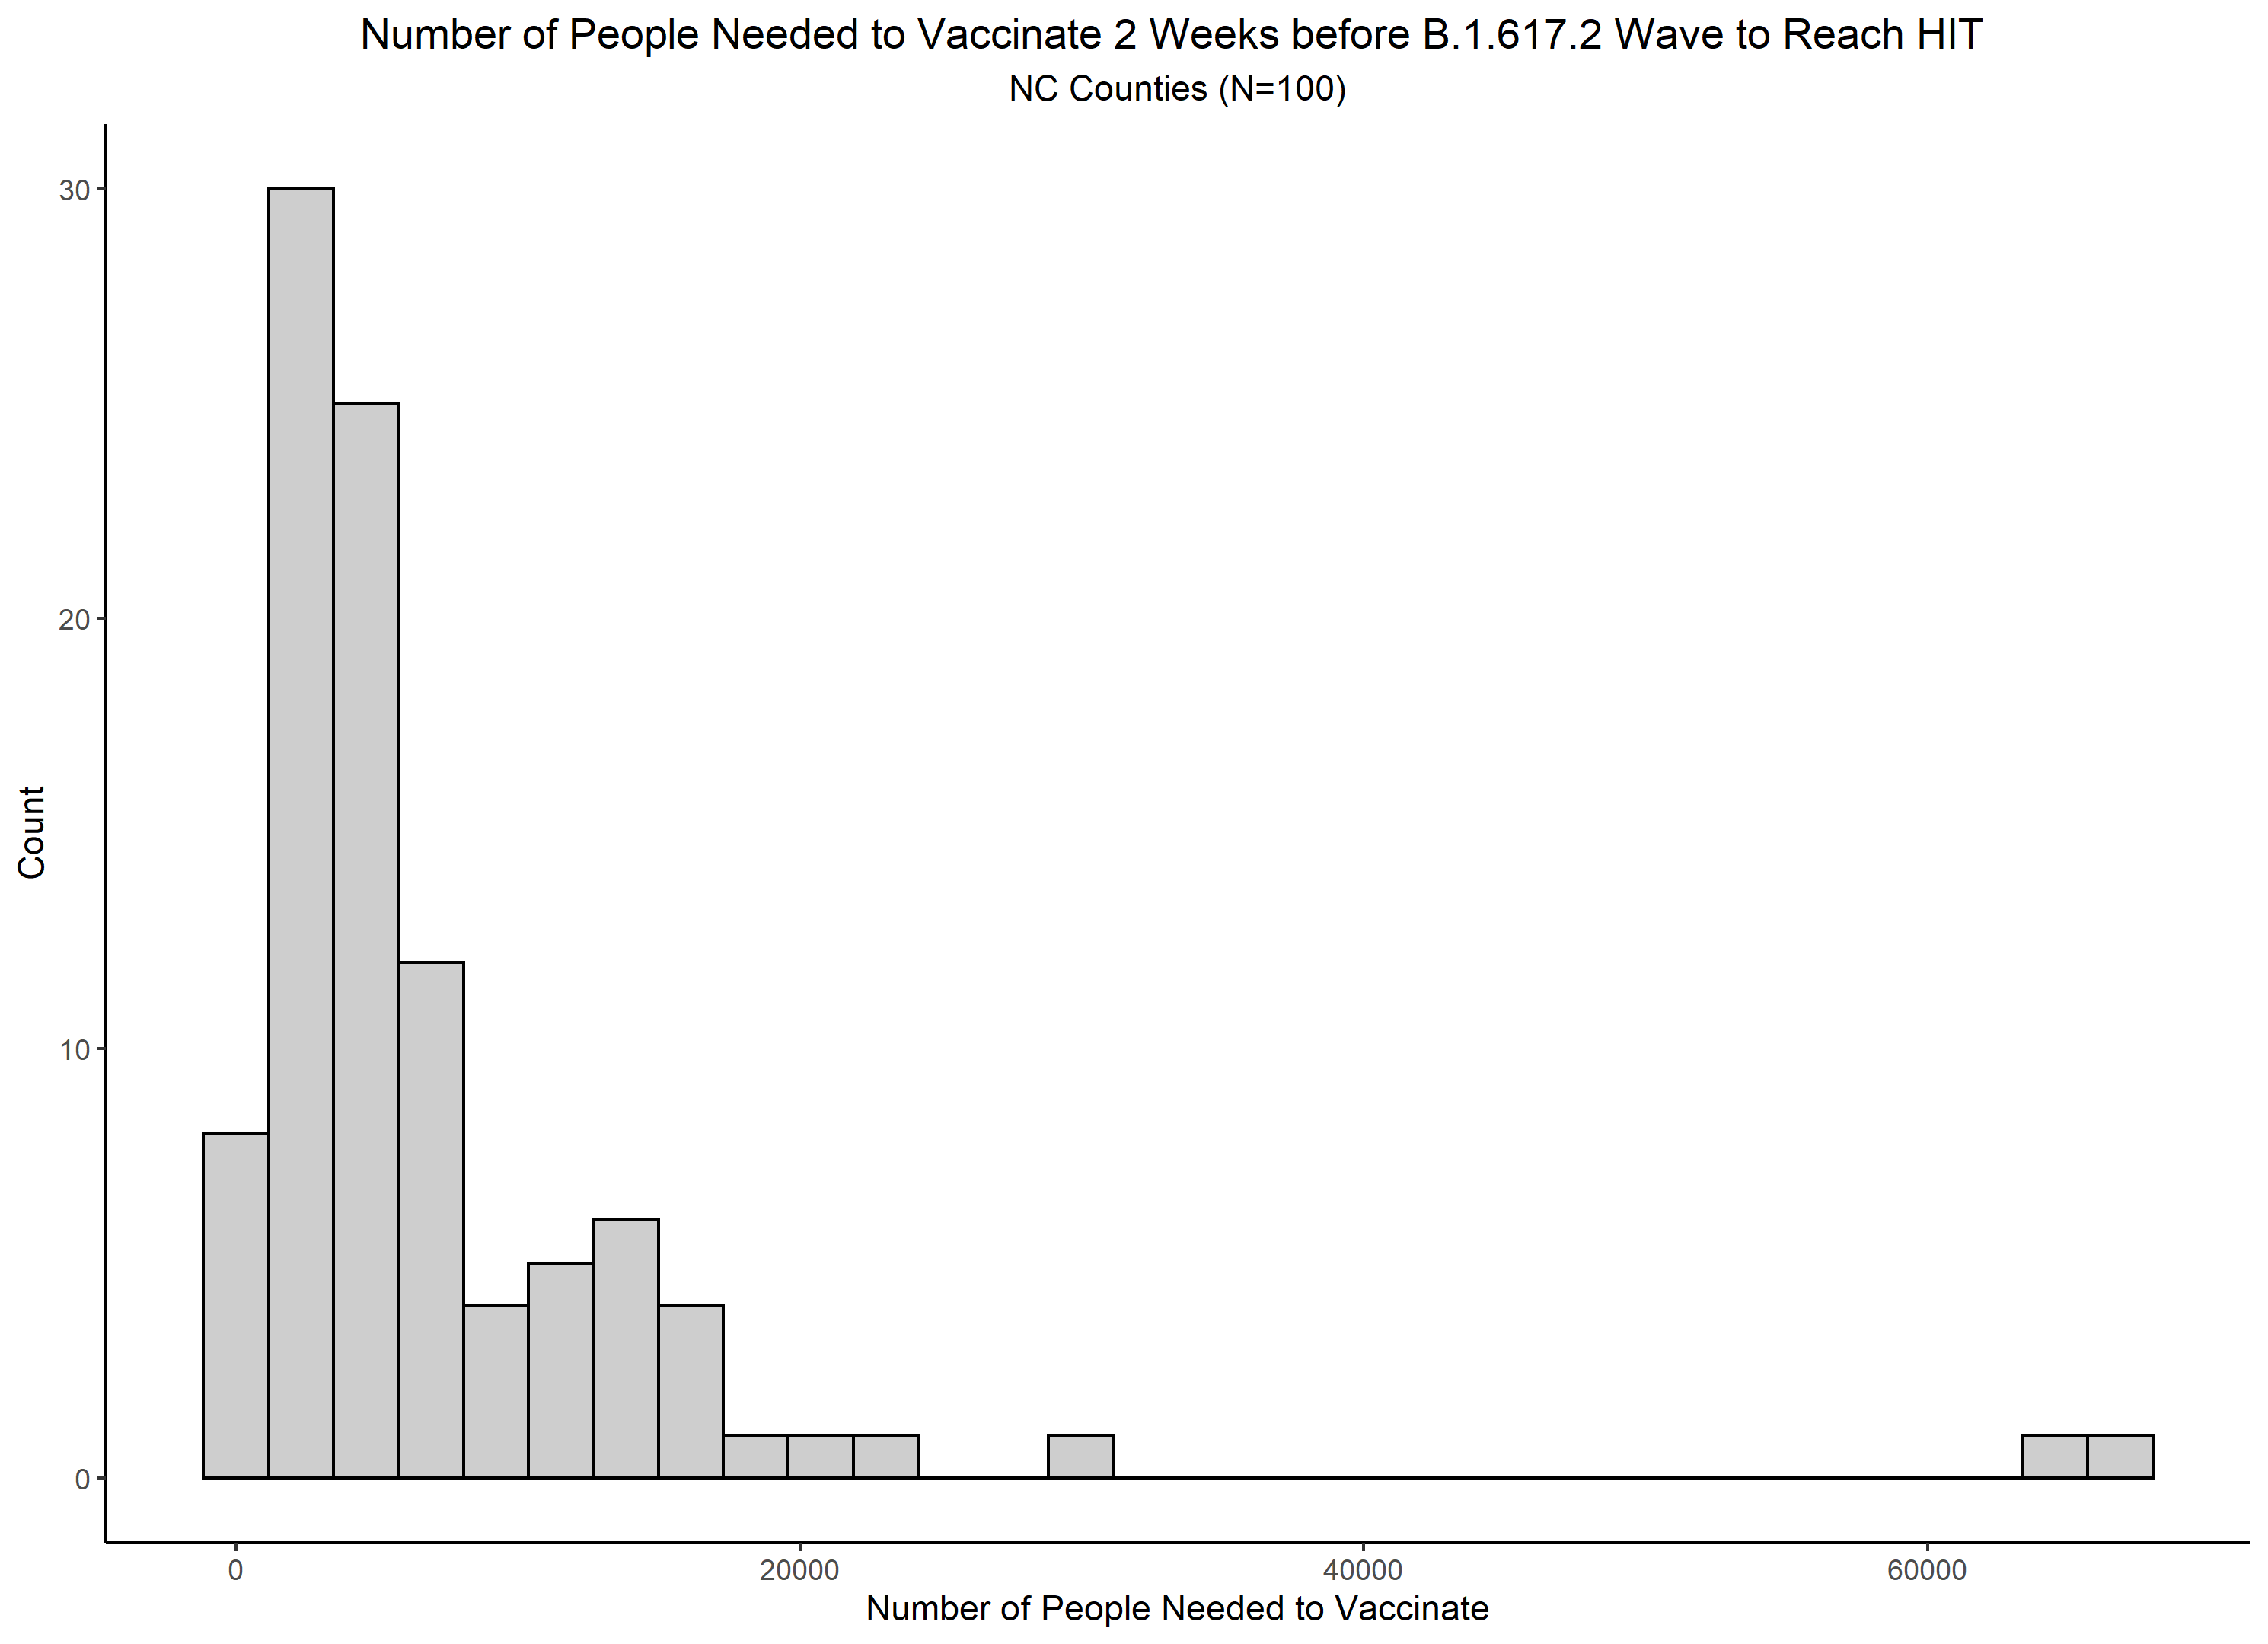 Number of People Needed to Vaccinate 2 Weeks before B.1.617.2 Wave to Reach HIT
NC Counties (N=100)
30
20
10
0
Count
0 20000 40000 60000
Number of People Needed to Vaccinate